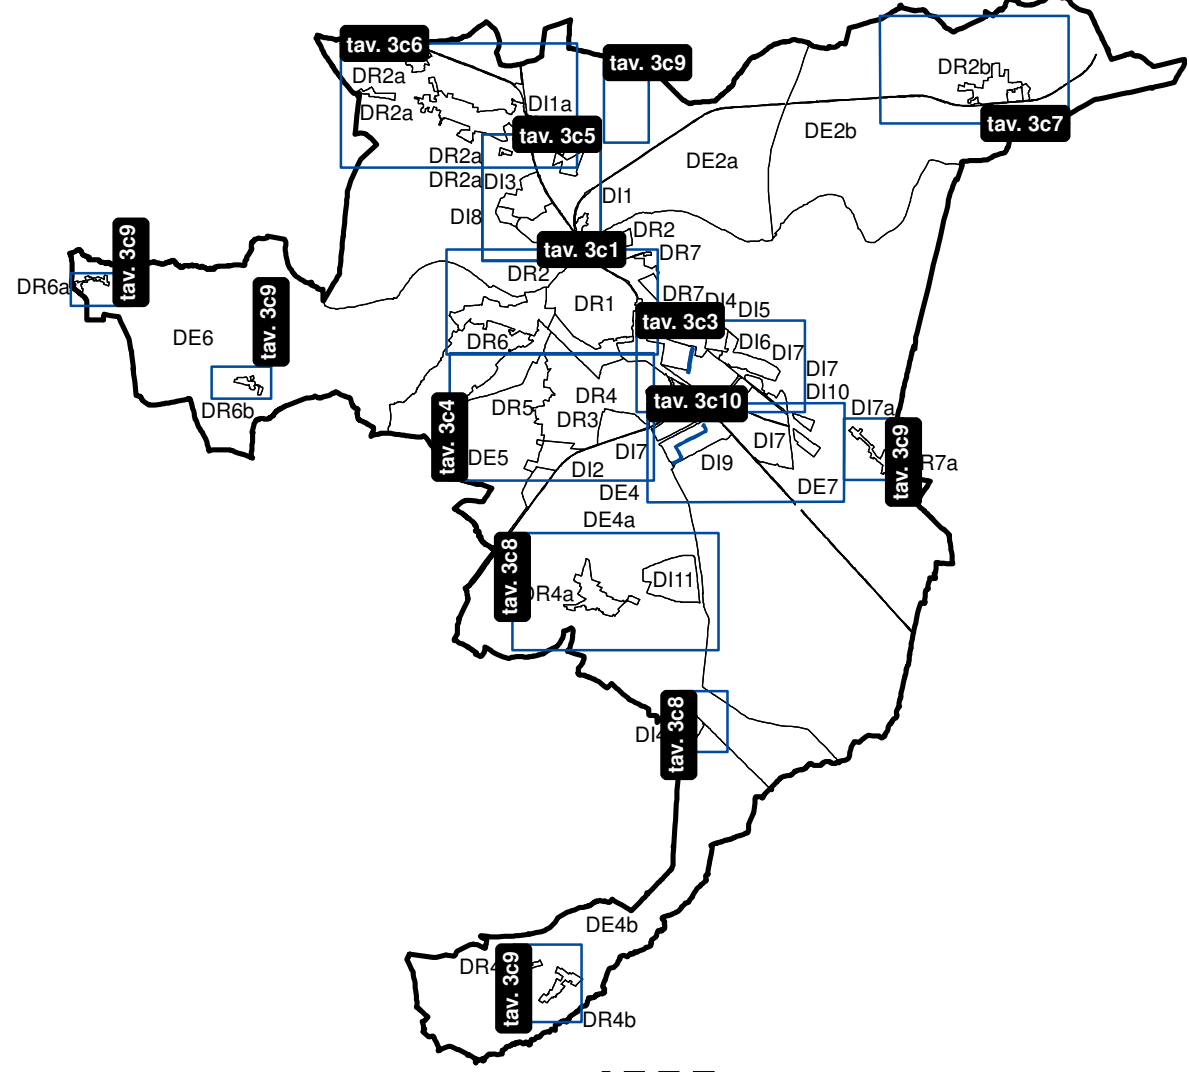 tav. 3c6
tav. 3c9
DR2a
DR2b
DI1a
DR2a
tav. 3c5
tav. 3c7
DE2b
DR2a
DE2a
DR2a
DI3
DI1
DI8
DR2
tav. 3c1
DR7
tav. 3c9
DR2
DR6a
DR7
DI4
DI5
DR1
tav. 3c9
tav. 3c3
DE6
DR6
DI6
DI7
DI7
DI10
DR4
tav. 3c10
DR6b
DR5
DI7a
DR3
tav. 3c4
DI7
DI7
DE5
DI9
tav. 3c9
R7a
DI2
DE7
DE4
DE4a
tav. 3c8
DI11
DR4a
tav. 3c8
DI4
DE4b
DR4
tav. 3c9
DR4b